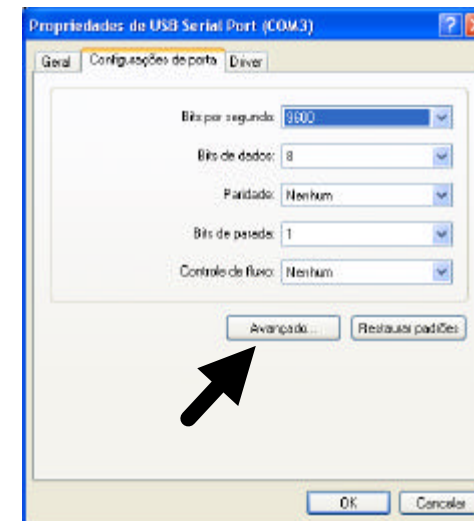 Propriedades de USB Serial Port (COM3)
Geral Configurações de porta Driver
Bits por segundo: 9600
Bits de dados: 8
Paridade: Nenhum
Bits de parada: 1
Controle de fluxo: Nenhum
Avançado... Restaurar padrões
OK Cancelar